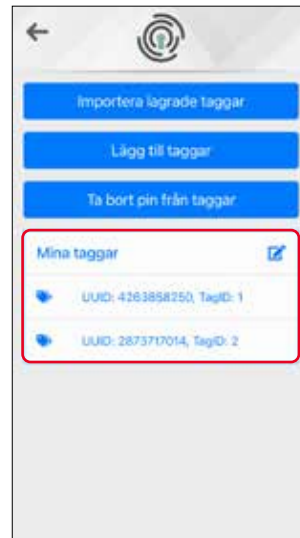 Importera lagrade taggar
Lägg till taggar
Ta bort pin från taggar
Mina taggar
UUID: 4263858250, TagID: 1
UUID: 2873717014, TagID: 2